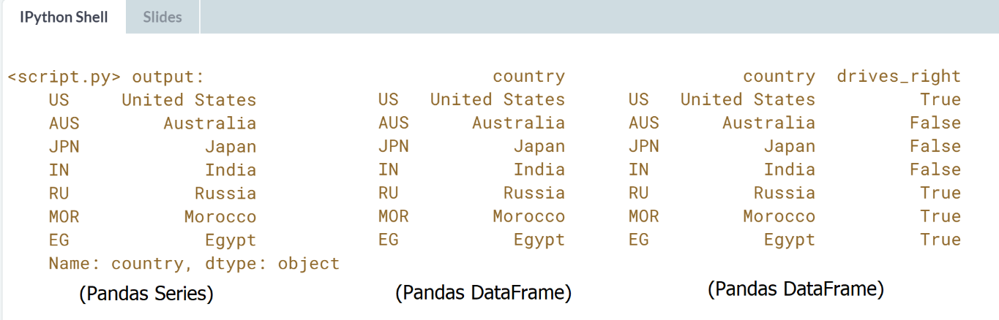 IPython Shell Slides
<script.py> output:
US United States
AUS Australia
JPN Japan
IN India
RU Russia
MOR Morocco
EG Egypt
Name: country, dtype: object
(Pandas Series)
country
US United States
AUS Australia
JPN Japan
IN India
RU Russia
MOR Morocco
EG Egypt
(Pandas DataFrame)
country drives_right
US United States True
AUS Australia False
JPN Japan False
IN India False
RU Russia True
MOR Morocco True
EG Egypt True
(Pandas DataFrame)